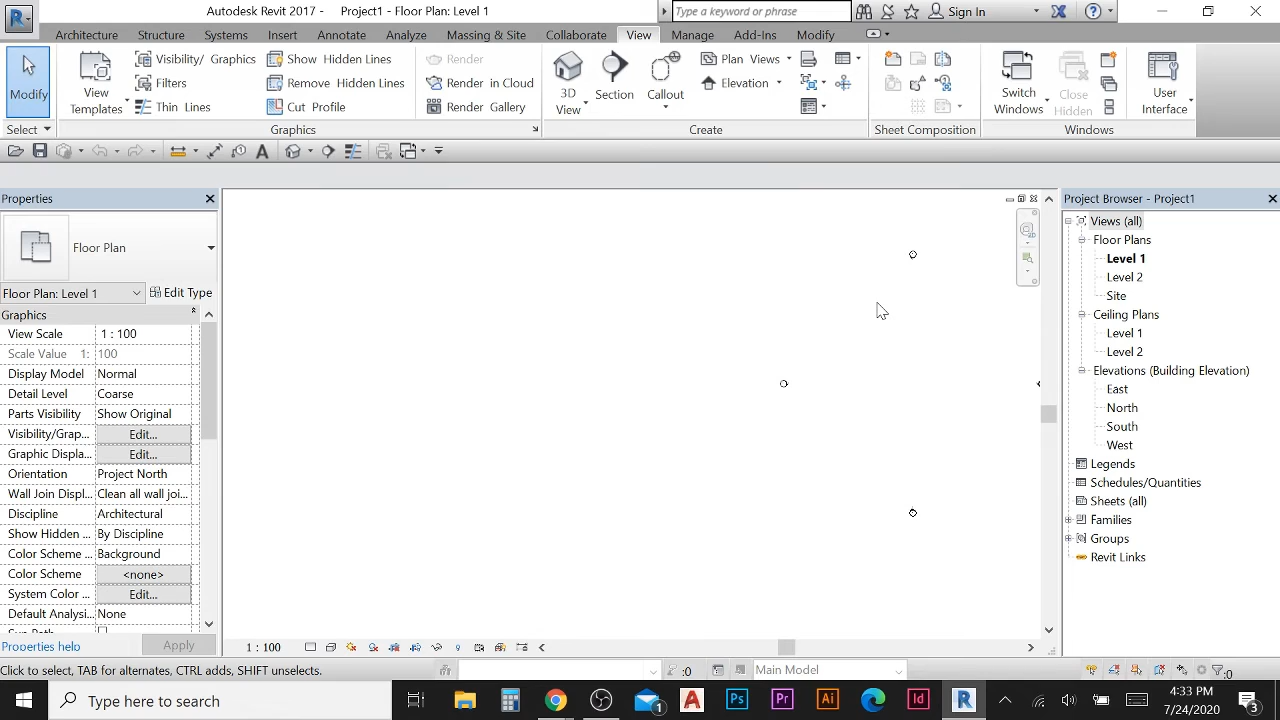 Autodesk Revit 2017 - Project1 - Floor Plan: Level 1
Type a keyword or phrase
Sign In
Architecture Structure Systems Insert Annotate Analyze Massing & Site Collaborate View Manage Add-Ins Modify
Modify
View Templates
Visibility/ Graphics
Filters
Thin Lines
Show Hidden Lines
Remove Hidden Lines
Cut Profile
Render
Render in Cloud
Render Gallery
3D View
Section
Callout
Plan Views
Elevation
Switch Windows
Close Hidden
User Interface
Select Graphics Create Sheet Composition Windows
Properties
Floor Plan
Floor Plan: Level 1 Edit Type
Graphics
View Scale 1 : 100
Scale Value 1: 100
Display Model Normal
Detail Level Coarse
Parts Visibility Show Original
Visibility/Grap... Edit...
Graphic Displa... Edit...
Orientation Project North
Wall Join Displ... Clean all wall joi...
Discipline Architectural
Show Hidden ... By Discipline
Color Scheme ... Background
Color Scheme <none>
System Color ... Edit...
Default Analysi... None
Sun Path
Properties help Apply
1 : 100
Project Browser - Project1
Views (all)
Floor Plans
Level 1
Level 2
Site
Ceiling Plans
Level 1
Level 2
Elevations (Building Elevation)
East
North
South
West
Legends
Schedules/Quantities
Sheets (all)
Families
Groups
Revit Links
Click to select, TAB for alternates, CTRL adds, SHIFT unselects.
:0
Main Model
:0
Type here to search
1
A
Ps
Pr
Ai
Id
R
4:33 PM
7/24/2020
3